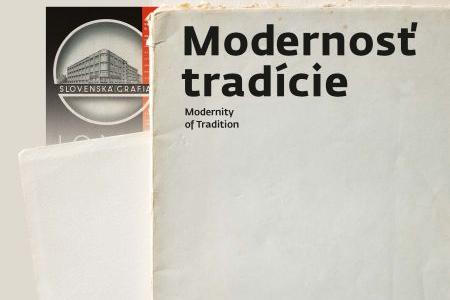 Modernosť
tradície
Modernity
of Tradition
SLOVENSKÁ GRAFIA